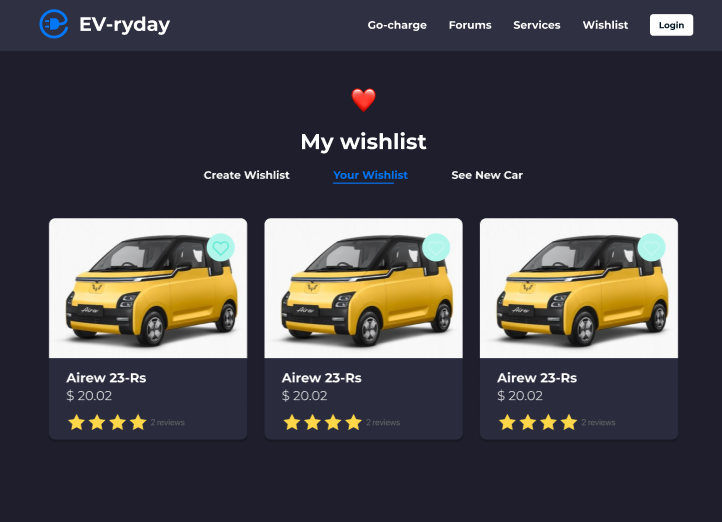 EV-ryday
Go-charge Forums Services Wishlist Login
My wishlist
Create Wishlist Your Wishlist See New Car
Airew Airew Airew
Airew 23-Rs Airew 23-Rs Airew 23-Rs
$ 20.02 $ 20.02 $ 20.02
2 reviews 2 reviews 2 reviews